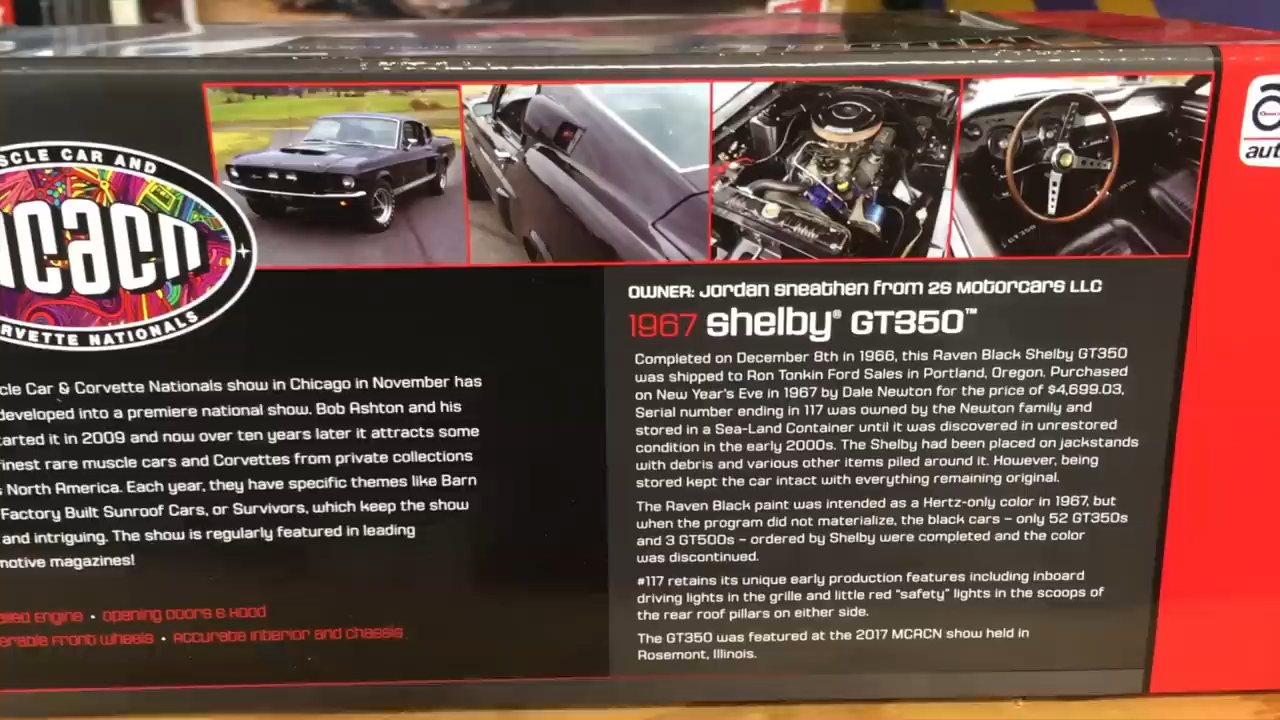 SCLE CAR AND
mcacn
RVETTE NATIONALS
OWNER: Jordan Sneathen from 2S Motorcars LLC
1967 Shelby® GT350™
Completed on December 8th in 1966, this Raven Black Shelby GT350
was shipped to Ron Tonkin Ford Sales in Portland, Oregon. Purchased
on New Year's Eve in 1967 by Dale Newton for the price of $4,699.03,
Serial number ending in 117 was owned by the Newton family and
stored in a Sea-Land Container until it was discovered in unrestored
condition in the early 2000s. The Shelby had been placed on jackstands
with debris and various other items piled around it. However, being
stored kept the car intact with everything remaining original.
The Raven Black paint was intended as a Hertz-only color in 1967, but
when the program did not materialize, the black cars – only 52 GT350s
and 3 GT500s – ordered by Shelby were completed and the color
was discontinued.
#117 retains its unique early production features including inboard
driving lights in the grille and little red "safety" lights in the scoops of
the rear roof pillars on either side.
The GT350 was featured at the 2017 MCACN show held in
Rosemont, Illinois.
cle Car & Corvette Nationals show in Chicago in November has
developed into a premiere national show. Bob Ashton and his
arted it in 2009 and now over ten years later it attracts some
finest rare muscle cars and Corvettes from private collections
s North America. Each year, they have specific themes like Barn
Factory Built Sunroof Cars, or Survivors, which keep the show
and intriguing. The show is regularly featured in leading
motive magazines!
ailed Engine • Opening Doors & Hood
erable Front Wheels • Accurate Interior and Chassis
aut